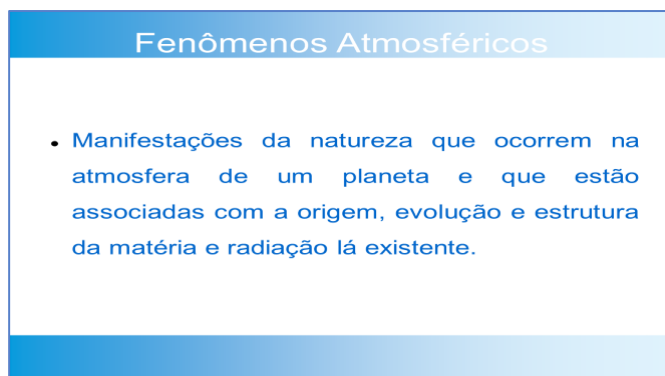 Fenômenos Atmosféricos
• Manifestações da natureza que ocorrem na
atmosfera de um planeta e que estão
associadas com a origem, evolução e estrutura
da matéria e radiação lá existente.